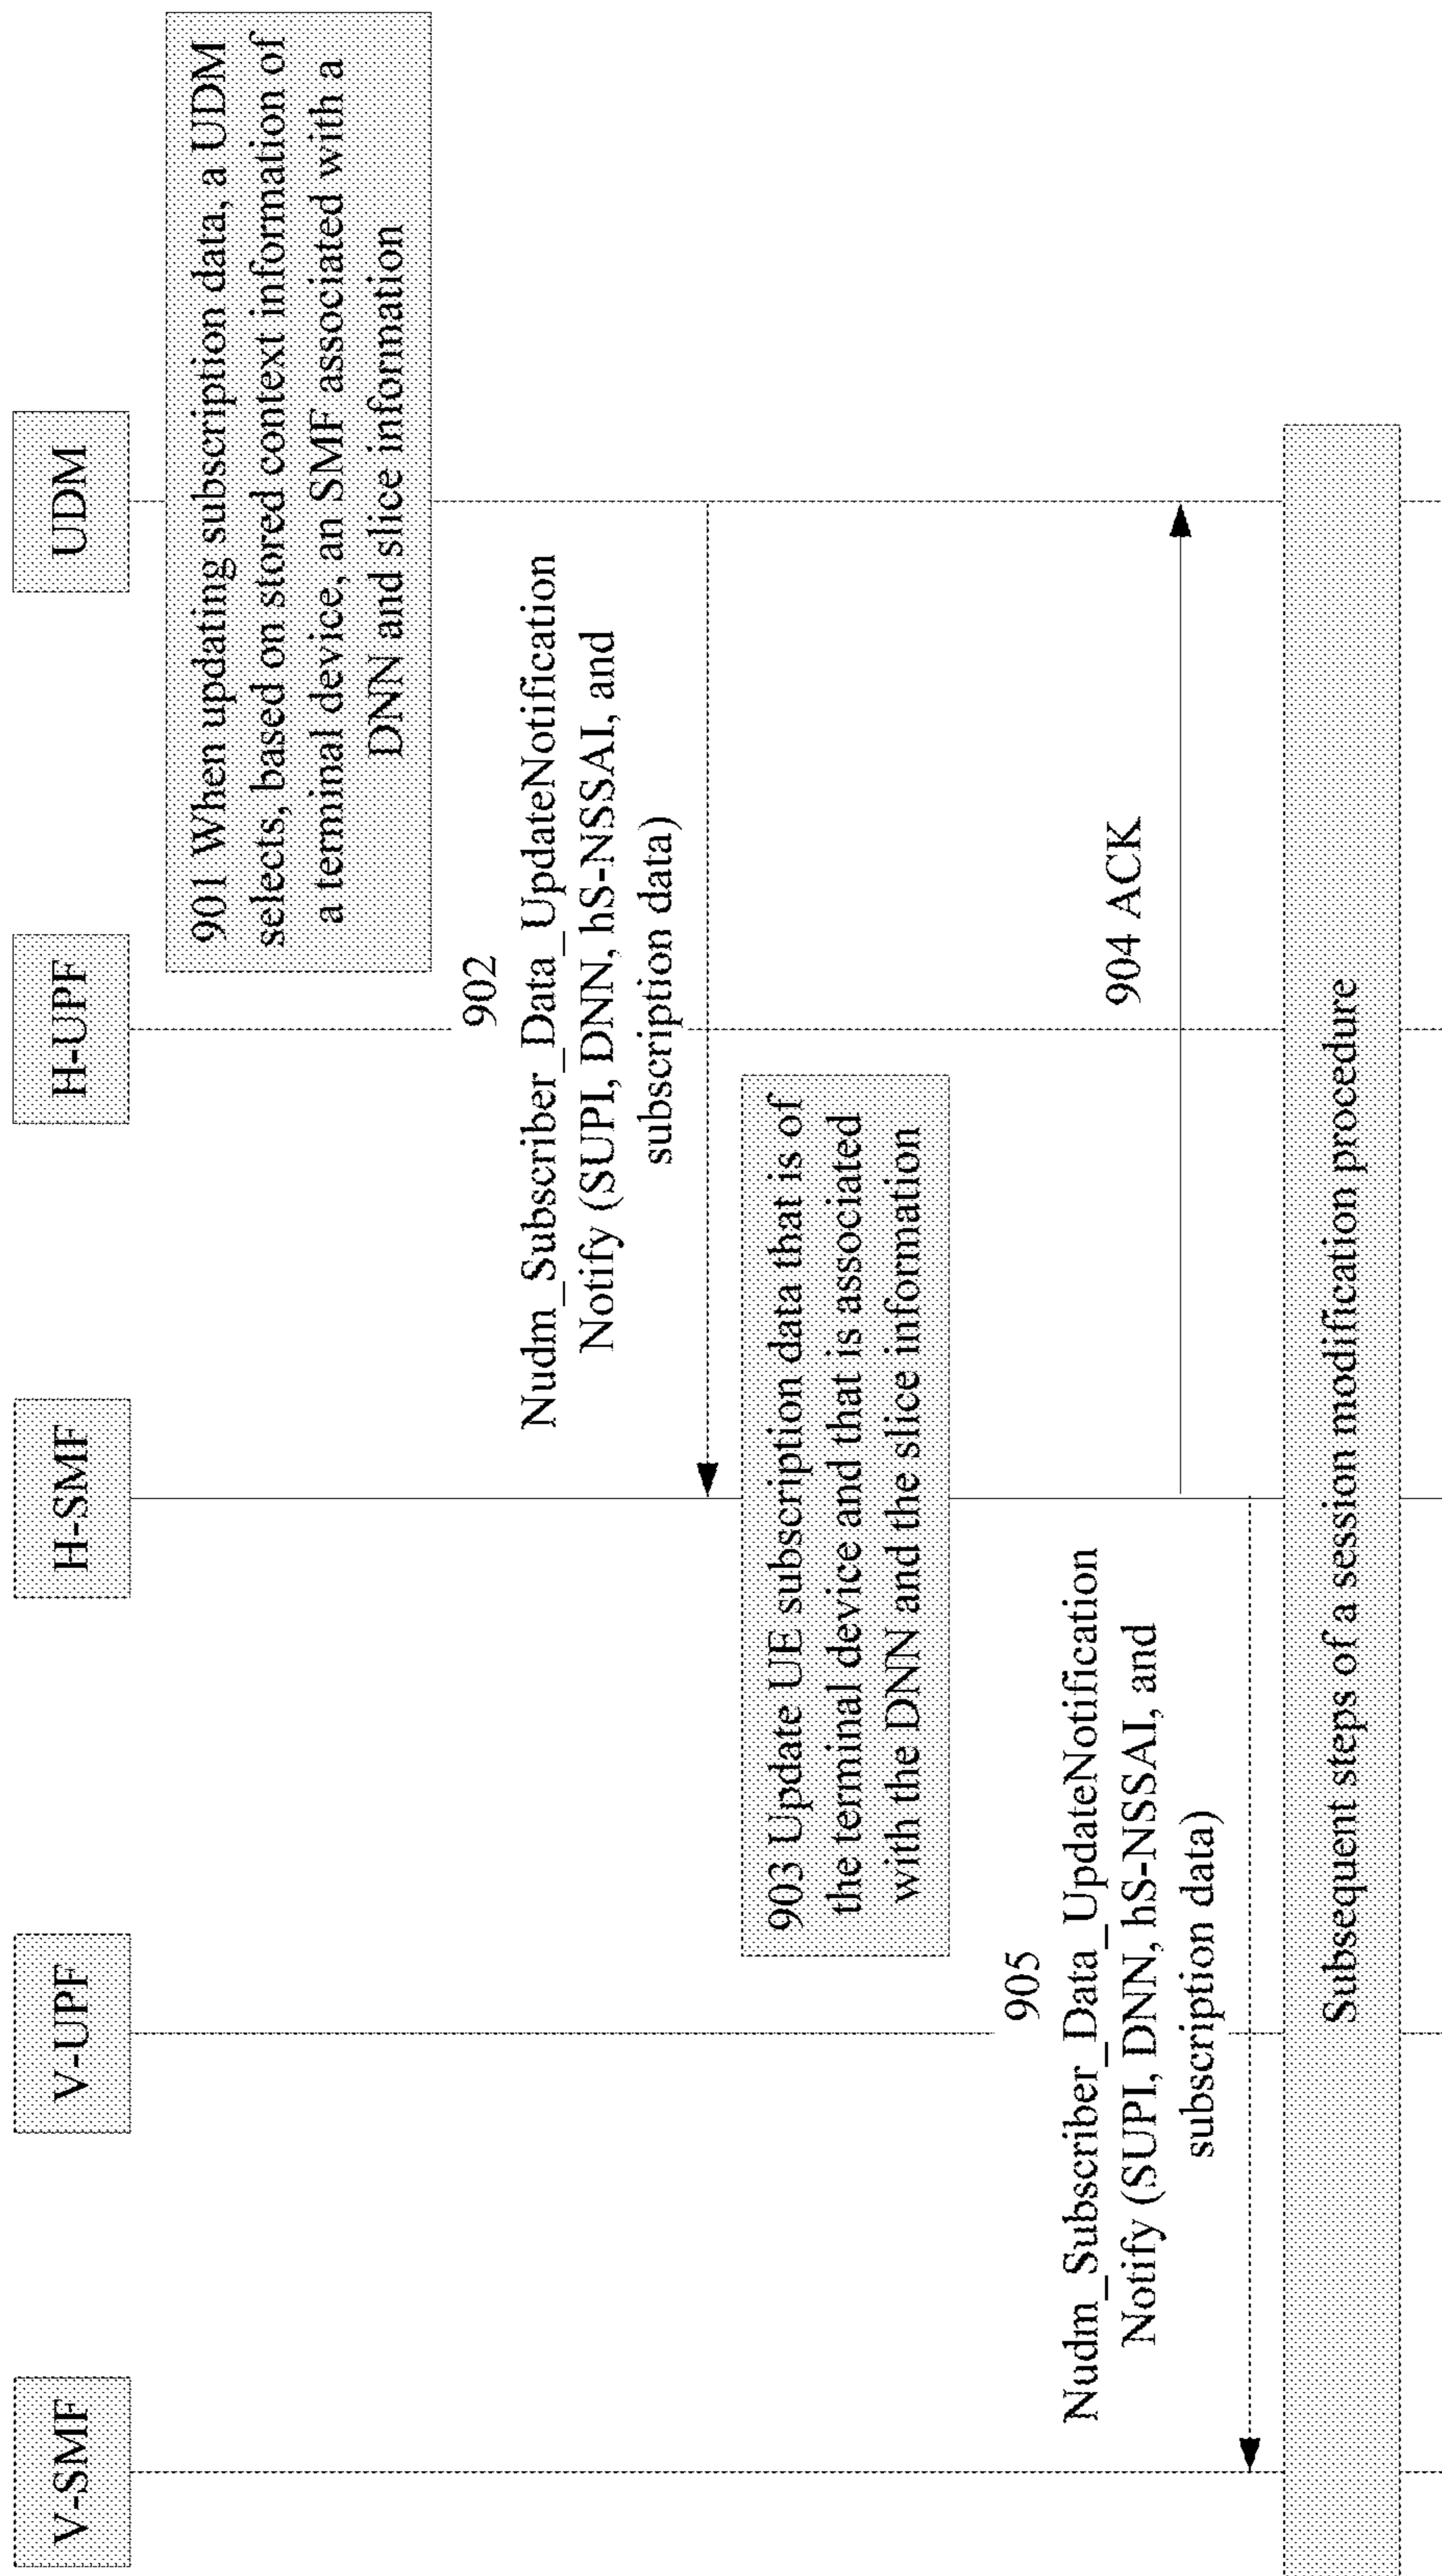 V-SMF
V-UPF
H-SMF
H-UPF
UDM
901 When updating subscription data, a UDM
selects, based on stored context information of
a terminal device, an SMF associated with a
DNN and slice information
902
Nudm_Subscriber_Data_UpdateNotification
Notify (SUPI, DNN, hS-NSSAI, and
subscription data)
903 Update UE subscription data that is of
the terminal device and that is associated
with the DNN and the slice information
904 ACK
905
Nudm_Subscriber_Data_UpdateNotification
Notify (SUPI, DNN, hS-NSSAI, and
subscription data)
Subsequent steps of a session modification procedure